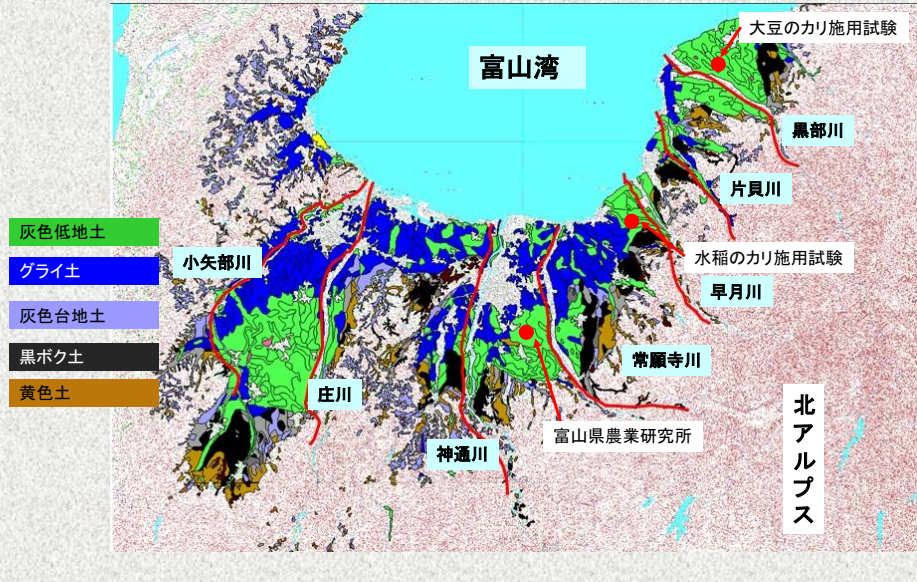 大豆のカリ施用試験
富山湾
黒部川
片貝川
灰色低地土
グライ土
灰色台地土
黒ボク土
黄色土
小矢部川
水稲のカリ施用試験
早月川
常願寺川
庄川
富山県農業研究所
神通川
北アルプス